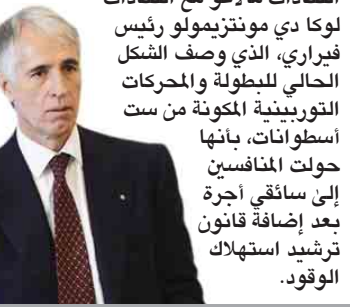 لوكا دي مونتزيمولو رئيس
فيراري، الذي وصف الشكل
الحالي للبطولة والمحركات
التوربينية المكونة من ست
أسطوانات، بأنها
حولت المنافسين
إلى سائقي أجرة
بعد إضافة قانون
ترشيد استهلاك
الوقود.